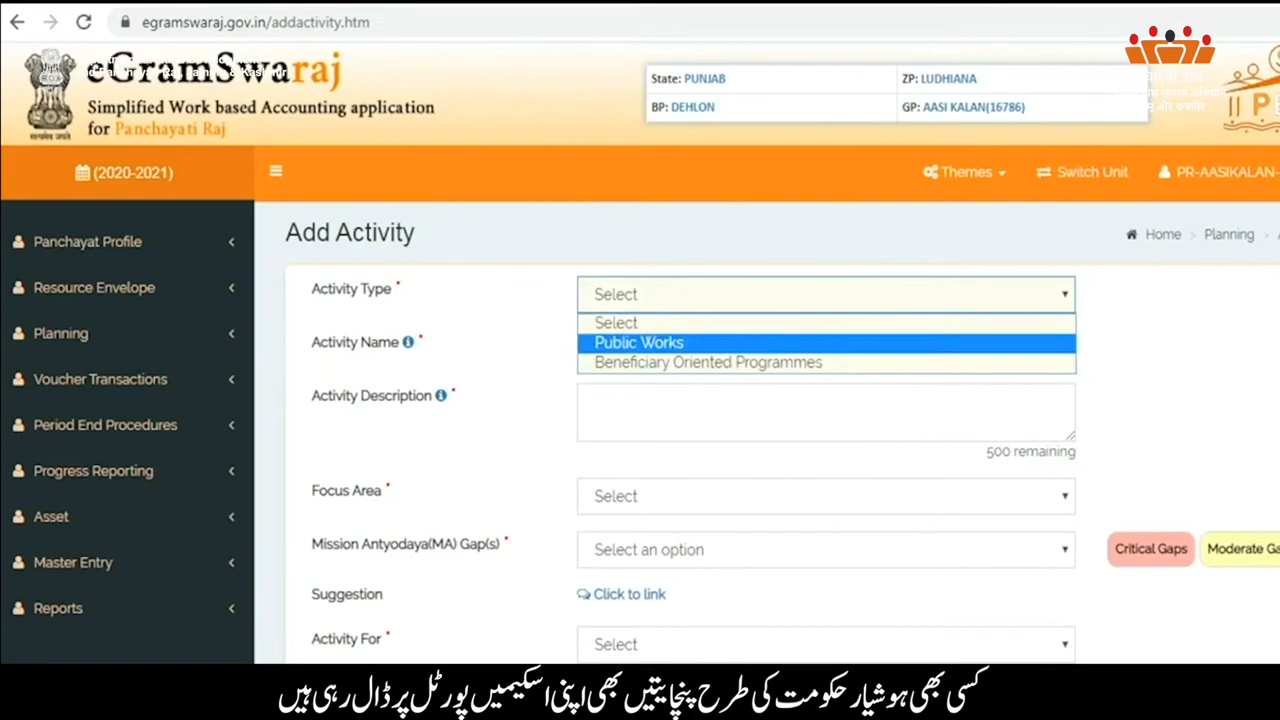 egramswaraj.gov.in/addactivity.htm
eGramSwaraj
Simplified Work based Accounting application
for Panchayati Raj
सत्यमेव जयते
State: PUNJAB
ZP: LUDHIANA
BP: DEHLON
GP: AASI KALAN(16786)
(2020-2021)
Themes
Switch Unit
PR-AASIKALAN-
Panchayat Profile
Resource Envelope
Planning
Voucher Transactions
Period End Procedures
Progress Reporting
Asset
Master Entry
Reports
Add Activity
Home > Planning >
Activity Type *
Select
Select
Public Works
Beneficiary Oriented Programmes
Activity Name *
Activity Description *
500 remaining
Focus Area *
Select
Mission Antyodaya(MA) Gap(s) *
Select an option
Critical Gaps
Moderate Ga
Suggestion
Click to link
Activity For *
Select
کسی بھی ہوشیار حکومت کی طرح پنچایتیں بھی اپنی اسکیمیں پورٹل پر ڈال رہی ہیں